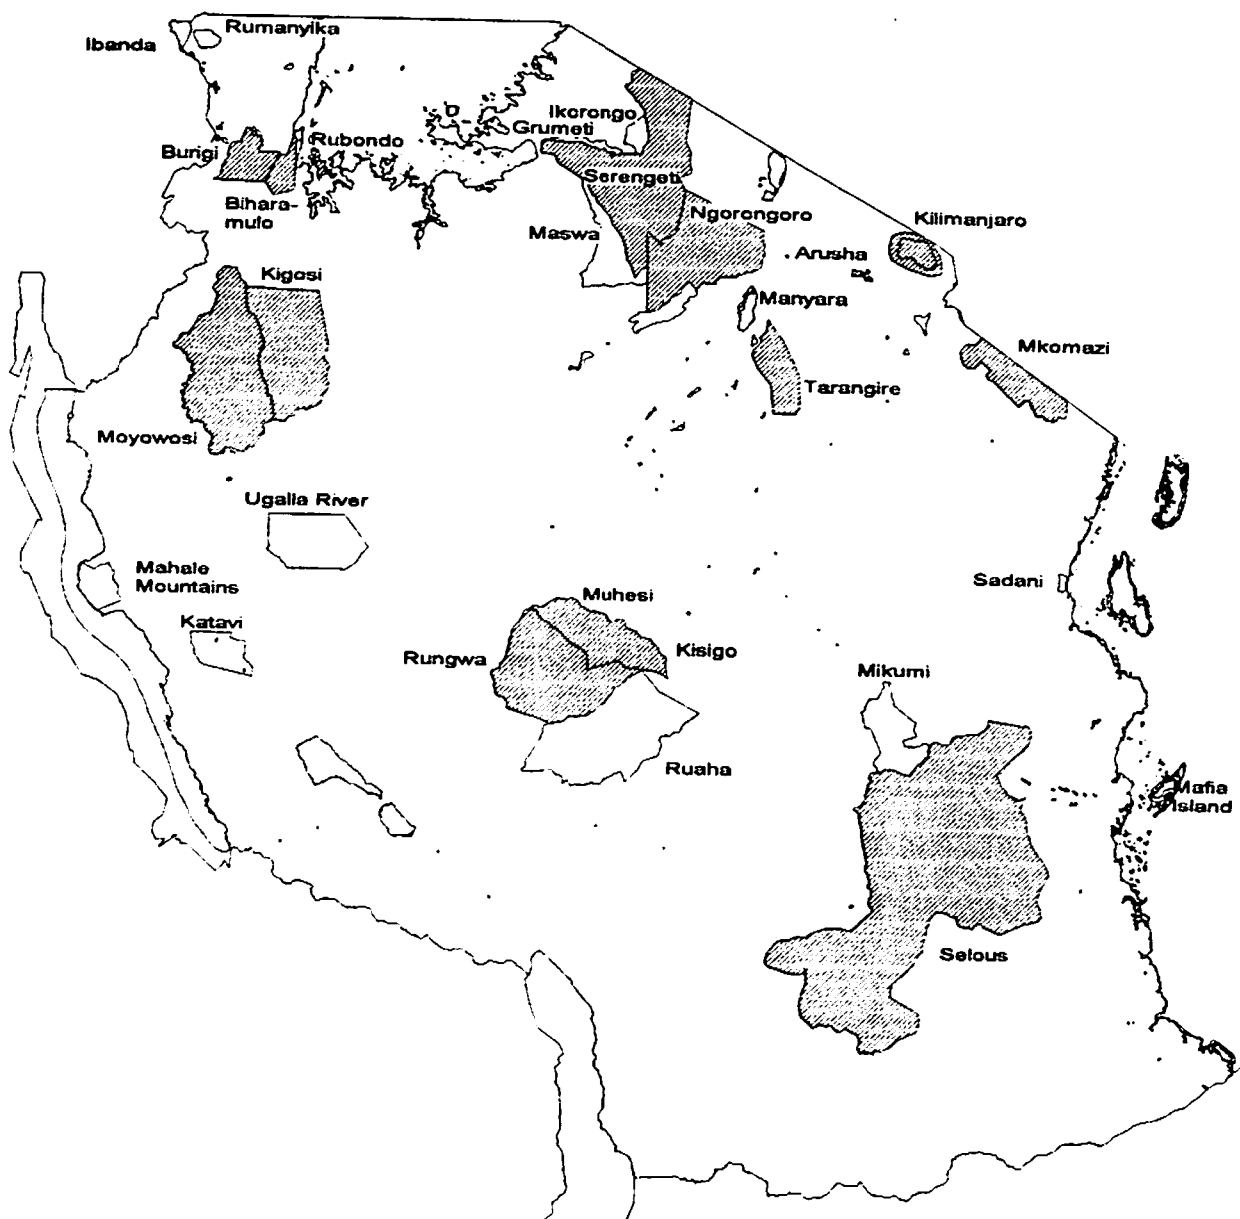 Rumanyika
Ibanda
Ikorongo
Grumeti
Rubondo
Burigi
Serengeti
Bihara-
mulo
Ngorongoro
Maswa
Kilimanjaro
Arusha
Kigosi
Manyara
Mkomazi
Tarangire
Moyowosi
Ugalla River
Mahale
Mountains
Sadani
Muhesi
Katavi
Kisigo
Rungwa
Mikumi
Ruaha
Mafia
Island
Selous